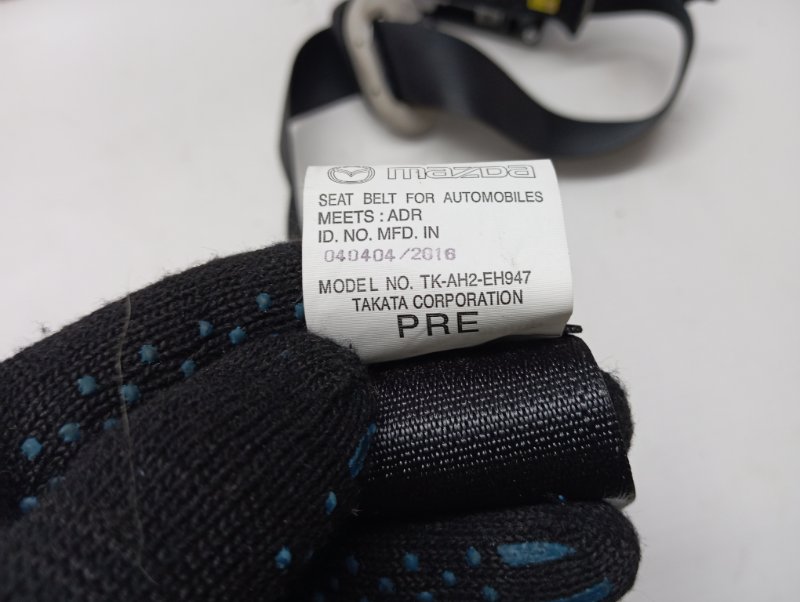 mazda
SEAT BELT FOR AUTOMOBILES
MEETS : ADR
ID. NO. MFD. IN
040404/2016
MODEL NO. TK-AH2-EH947
TAKATA CORPORATION
PRE